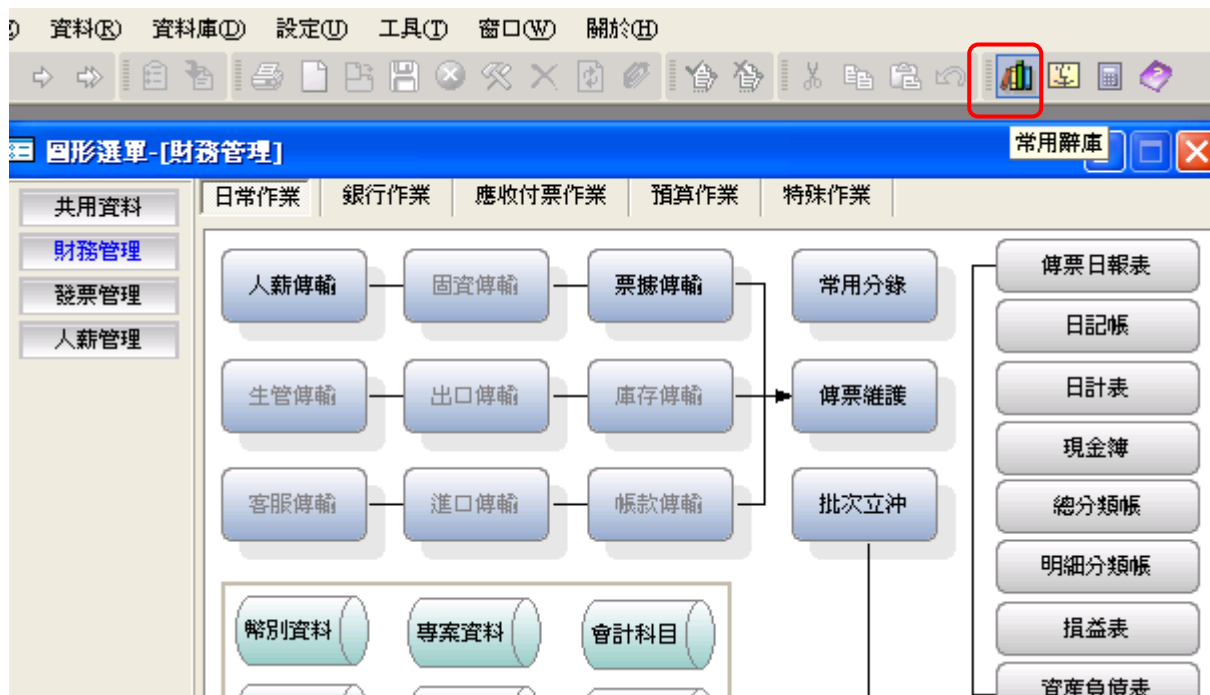 資料(R) 資料庫(D) 設定(U) 工具(T) 窗口(W) 關於(H)
常用辭庫
圖形選單-[財務管理]
共用資料
財務管理
發票管理
人薪管理
日常作業 銀行作業 應收付票作業 預算作業 特殊作業
人薪傳輸 固資傳輸 票據傳輸 常用分錄
生管傳輸 出口傳輸 庫存傳輸 傳票維護
客服傳輸 進口傳輸 帳款傳輸 批次立沖
幣別資料 專案資料 會計科目
傳票日報表
日記帳
日計表
現金簿
總分類帳
明細分類帳
損益表
資產負債表